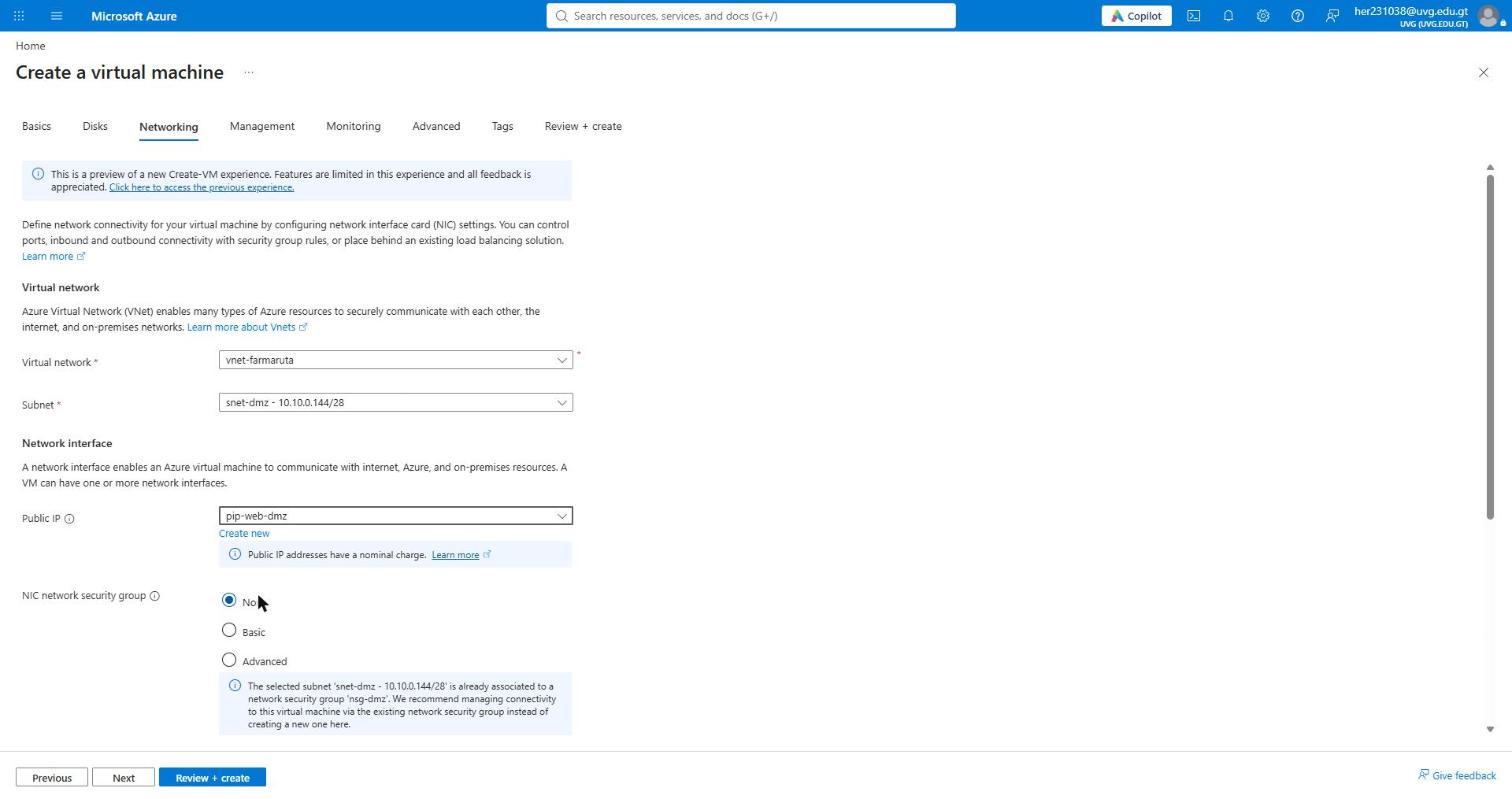 Microsoft Azure
Search resources, services, and docs (G+/)
Copilot
her231038@uvg.edu.gt
UVG (UVG.EDU.GT)
Home
Create a virtual machine
...
Basics
Disks
Networking
Management
Monitoring
Advanced
Tags
Review + create
This is a preview of a new Create-VM experience. Features are limited in this experience and all feedback is
appreciated. Click here to access the previous experience.
Define network connectivity for your virtual machine by configuring network interface card (NIC) settings. You can control
ports, inbound and outbound connectivity with security group rules, or place behind an existing load balancing solution.
Learn more
Virtual network
Azure Virtual Network (VNet) enables many types of Azure resources to securely communicate with each other, the
internet, and on-premises networks. Learn more about Vnets
Virtual network *
vnet-farmaruta
*
Subnet *
snet-dmz - 10.10.0.144/28
Network interface
A network interface enables an Azure virtual machine to communicate with internet, Azure, and on-premises resources. A
VM can have one or more network interfaces.
Public IP
pip-web-dmz
Create new
Public IP addresses have a nominal charge. Learn more
NIC network security group
Basic
Advanced
The selected subnet 'snet-dmz - 10.10.0.144/28' is already associated to a
network security group 'nsg-dmz'. We recommend managing connectivity
to this virtual machine via the existing network security group instead of
creating a new one here.
Previous
Next
Review + create
Give feedback